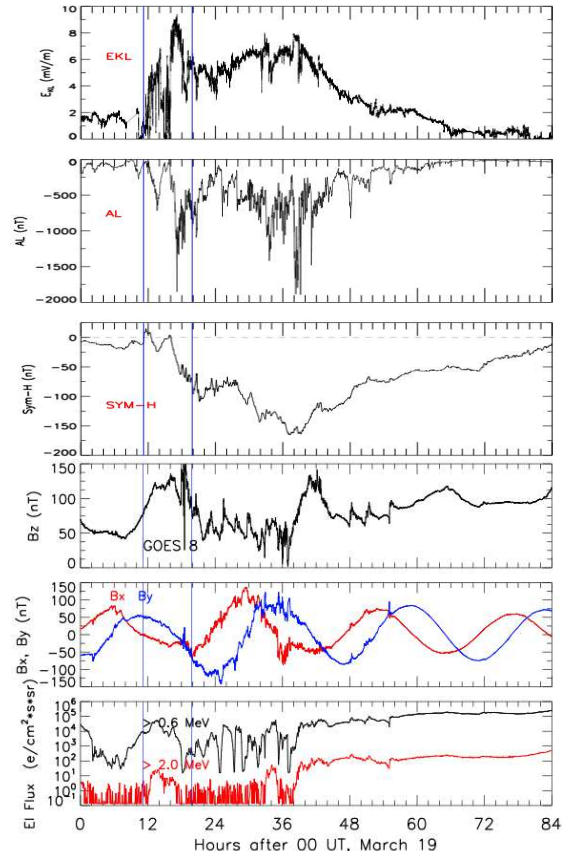 10
8
6
4
2
0
E_KL (mV/m)
EKL
0
-500
-1000
-1500
-2000
AL (nT)
AL
0
-50
-100
-150
-200
Sym-H (nT)
SYM-H
150
100
50
0
Bz (nT)
GOES 8
150
100
50
0
-50
-100
-150
Bx, By (nT)
Bx By
10^6
10^5
10^4
10^3
10^2
10^1
10^0
10^-1
El Flux (e/cm^2*s*sr)
> 0.6 MeV
> 2.0 MeV
0 12 24 36 48 60 72 84
Hours after 00 UT, March 19